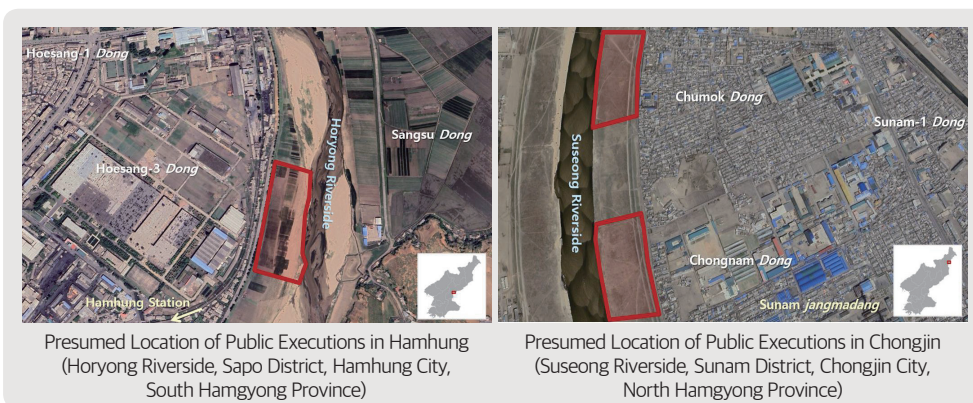 Hoesang-1 Dong
Hoesang-3 Dong
Horyong Riverside
Sangsu Dong
Hamhung Station
Presumed Location of Public Executions in Hamhung
(Horyong Riverside, Sapo District, Hamhung City,
South Hamgyong Province)
Suseong Riverside
Chumok Dong
Sunam-1 Dong
Chongnam Dong
Sunam jangmadang
Presumed Location of Public Executions in Chongjin
(Suseong Riverside, Sunam District, Chongjin City,
North Hamgyong Province)